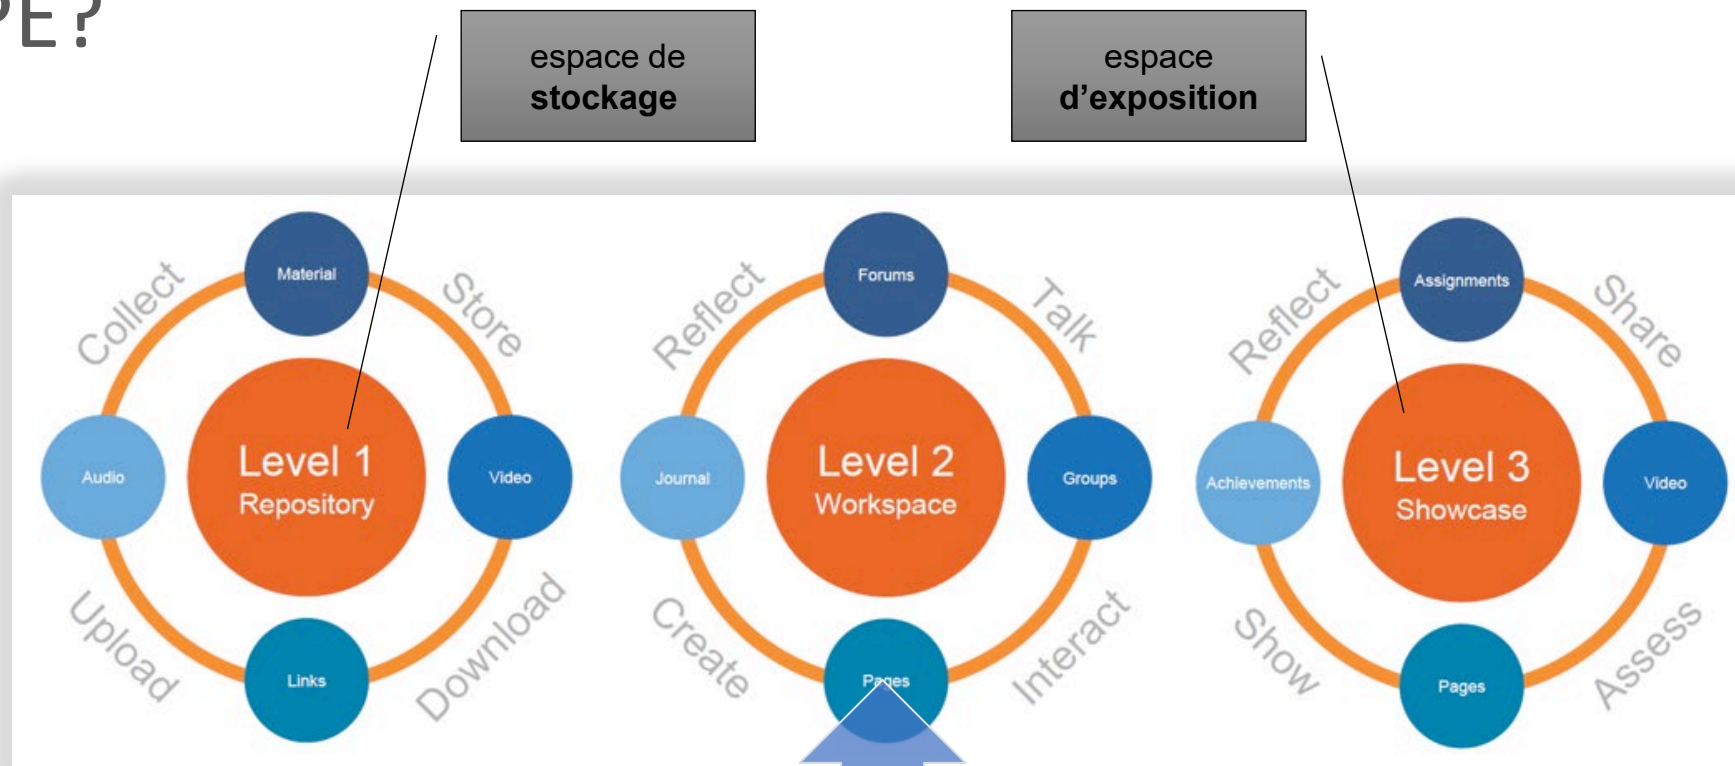 PE?
espace de
stockage
espace
d’exposition
Collect
Material
Store
Audio
Level 1
Repository
Video
Upload
Links
Download
Reflect
Forums
Talk
Journal
Level 2
Workspace
Groups
Create
Pages
Interact
Reflect
Assignments
Share
Achievements
Level 3
Showcase
Video
Show
Pages
Assess